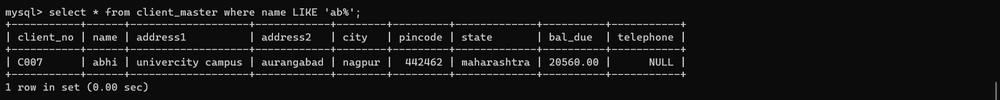 mysql> select * from client_master where name LIKE 'ab%';
+-----------+------+-------------------+------------+--------+---------+-------------+----------+-----------+
| client_no | name | address1          | address2   | city   | pincode | state       | bal_due  | telephone |
+-----------+------+-------------------+------------+--------+---------+-------------+----------+-----------+
| C007      | abhi | univercity campus | aurangabad | nagpur |  442462 | maharashtra | 20560.00 |      NULL |
+-----------+------+-------------------+------------+--------+---------+-------------+----------+-----------+
1 row in set (0.00 sec)